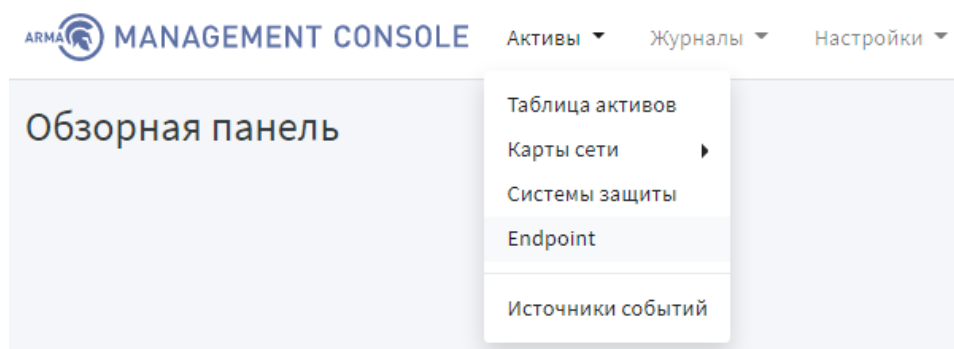 ARMA MANAGEMENT CONSOLE Активы Журналы Настройки
Обзорная панель
Таблица активов
Карты сети
Системы защиты
Endpoint
Источники событий